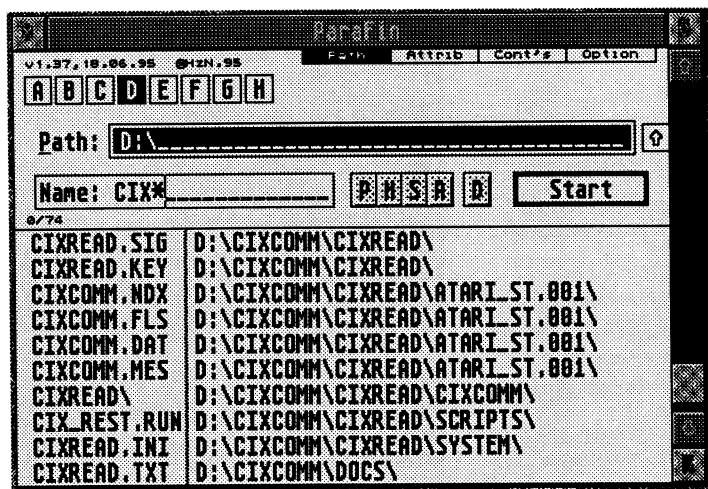 ParaFin
v1.37,18.06.95 @HZN.95 Path Attrib Cont's Option
A B C D E F G H
Path: D:\
Name: CIX* P H S A D Start
0/74
CIXREAD.SIG D:\CIXCOMM\CIXREAD\
CIXREAD.KEY D:\CIXCOMM\CIXREAD\
CIXCOMM.NDX D:\CIXCOMM\CIXREAD\ATARI_ST.001\
CIXCOMM.FLS D:\CIXCOMM\CIXREAD\ATARI_ST.001\
CIXCOMM.DAT D:\CIXCOMM\CIXREAD\ATARI_ST.001\
CIXCOMM.MES D:\CIXCOMM\CIXREAD\ATARI_ST.001\
CIXREAD\ D:\CIXCOMM\CIXREAD\CIXCOMM\
CIX_REST.RUN D:\CIXCOMM\CIXREAD\SCRIPTS\
CIXREAD.INI D:\CIXCOMM\CIXREAD\SYSTEM\
CIXREAD.TXT D:\CIXCOMM\DOCS\